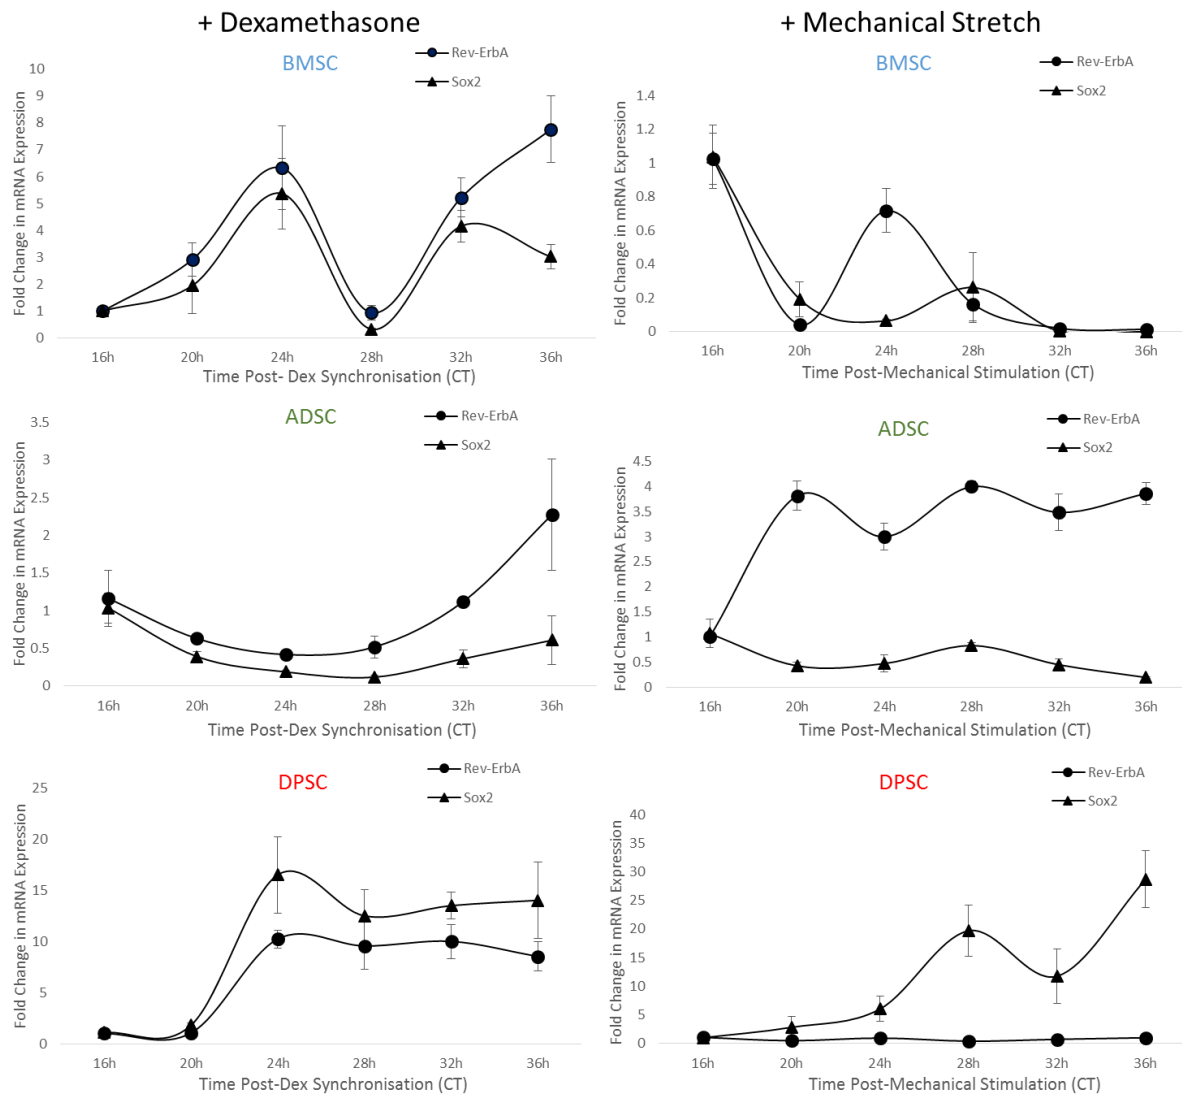 + Dexamethasone
+ Mechanical Stretch
BMSC
Rev-ErbA
Sox2
Fold Change in mRNA Expression
10
9
8
7
6
5
4
3
2
1
0
16h 20h 24h 28h 32h 36h
Time Post- Dex Synchronisation (CT)
BMSC
Rev-ErbA
Sox2
Fold Change in mRNA Expression
1.4
1.2
1
0.8
0.6
0.4
0.2
0
16h 20h 24h 28h 32h 36h
Time Post-Mechanical Stimulation (CT)
ADSC
Rev-ErbA
Sox2
Fold Change in mRNA Expression
3.5
3
2.5
2
1.5
1
0.5
0
16h 20h 24h 28h 32h 36h
Time Post-Dex Synchronisation (CT)
ADSC
Rev-ErbA
Sox2
Fold Change in mRNA Expression
4.5
4
3.5
3
2.5
2
1.5
1
0.5
0
16h 20h 24h 28h 32h 36h
Time Post-Mechanical Stimulation (CT)
DPSC
Rev-ErbA
Sox2
Fold Change in mRNA Expression
25
20
15
10
5
0
16h 20h 24h 28h 32h 36h
Time Post-Dex Synchronisation (CT)
DPSC
Rev-ErbA
Sox2
Fold Change in mRNA Expression
40
35
30
25
20
15
10
5
0
16h 20h 24h 28h 32h 36h
Time Post-Mechanical Stimulation (CT)